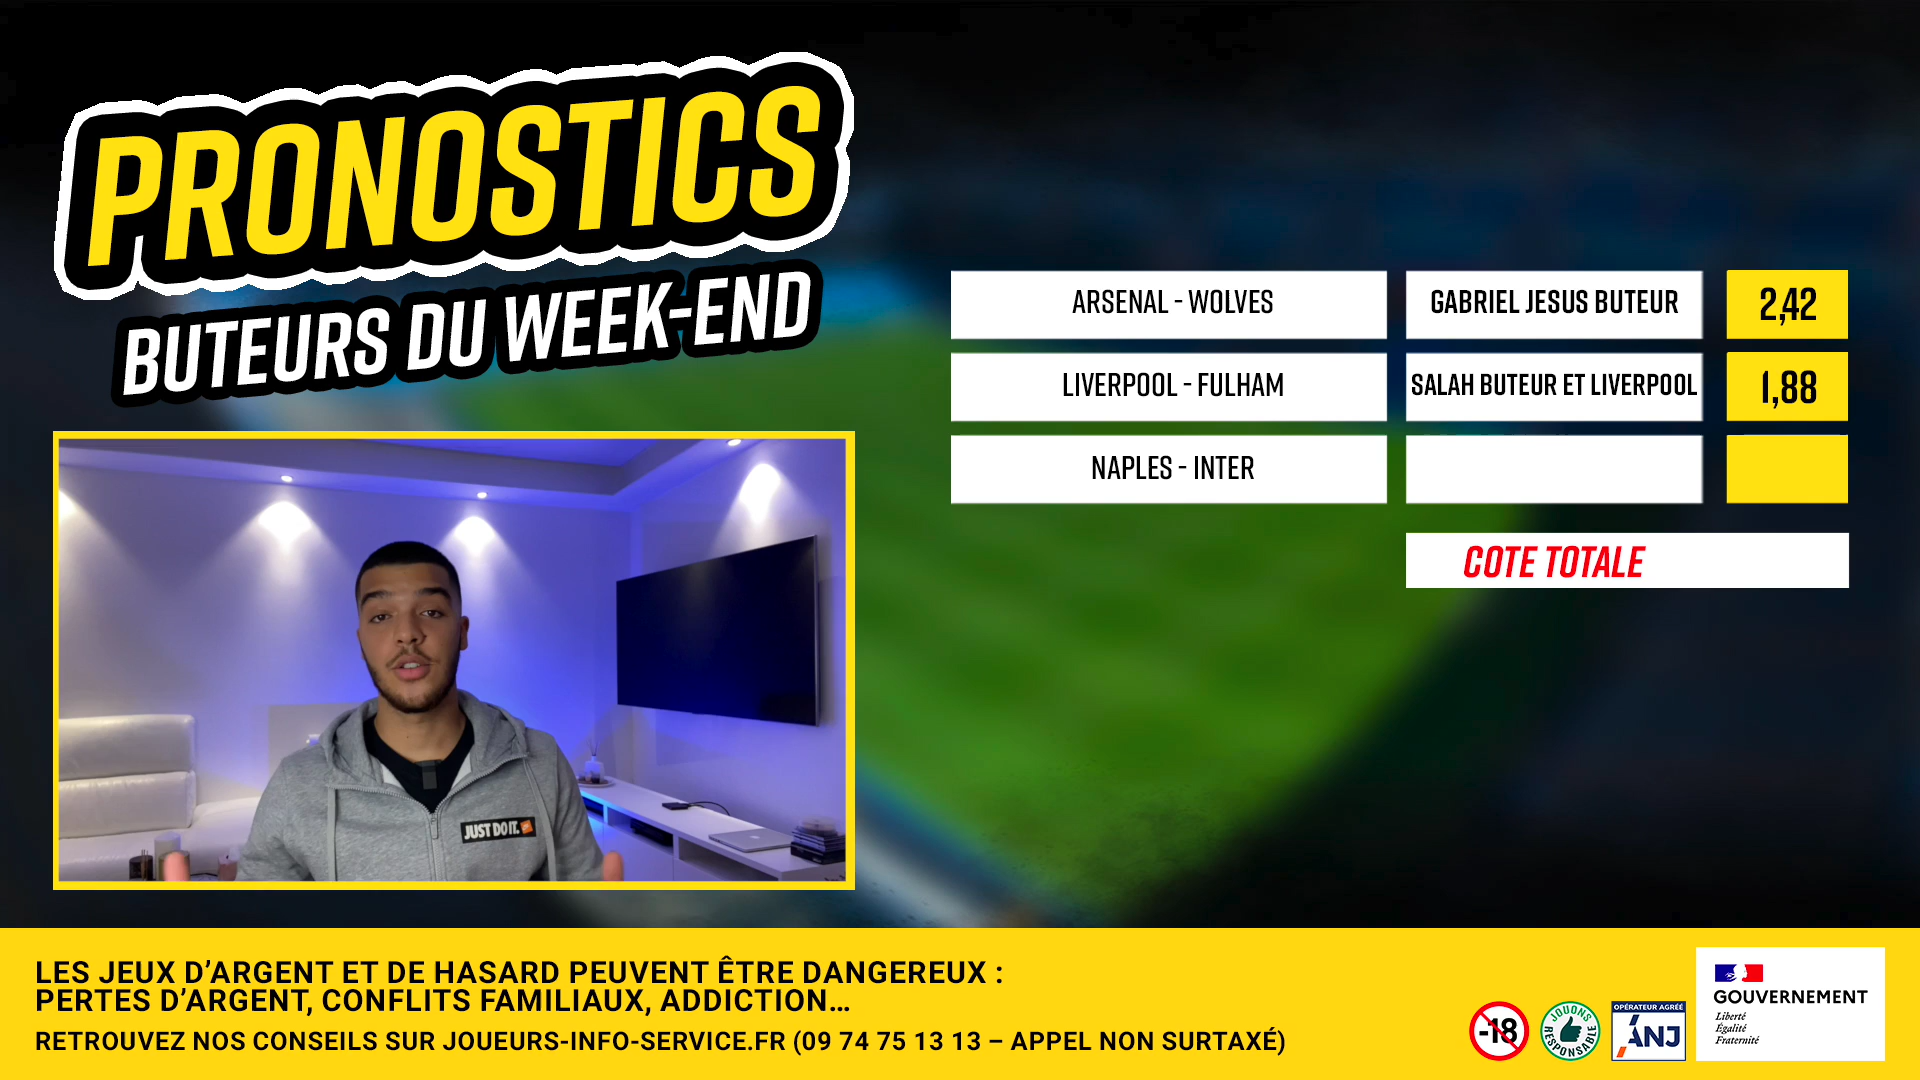 PRONOSTICS
BUTEURS DU WEEK-END
ARSENAL - WOLVES
GABRIEL JESUS BUTEUR
2,42
LIVERPOOL - FULHAM
SALAH BUTEUR ET LIVERPOOL
1,88
NAPLES - INTER
COTE TOTALE
JUST DO IT.
LES JEUX D’ARGENT ET DE HASARD PEUVENT ÊTRE DANGEREUX :
PERTES D’ARGENT, CONFLITS FAMILIAUX, ADDICTION…
RETROUVEZ NOS CONSEILS SUR JOUEURS-INFO-SERVICE.FR (09 74 75 13 13 – APPEL NON SURTAXÉ)
-18
JOUONS
RESPONSABLE
OPÉRATEUR AGRÉÉ
ANJ
GOUVERNEMENT
Liberté
Égalité
Fraternité